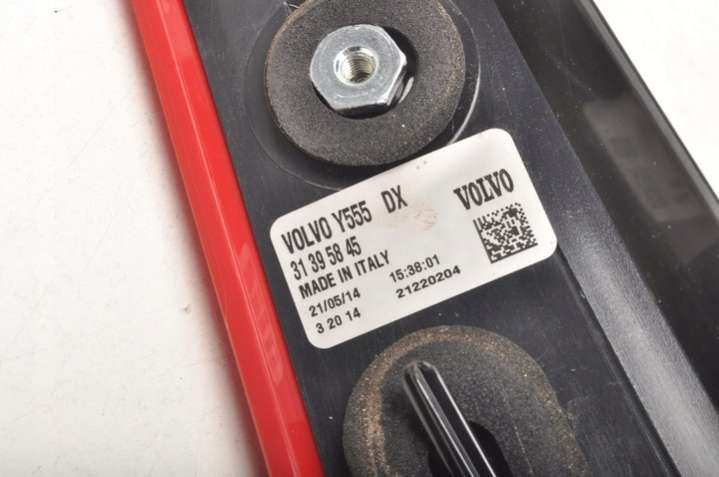 VOLVO Y555 DX VOLVO
31 39 58 45
MADE IN ITALY
21/05/14 15:38:01
3 20 14 21220204